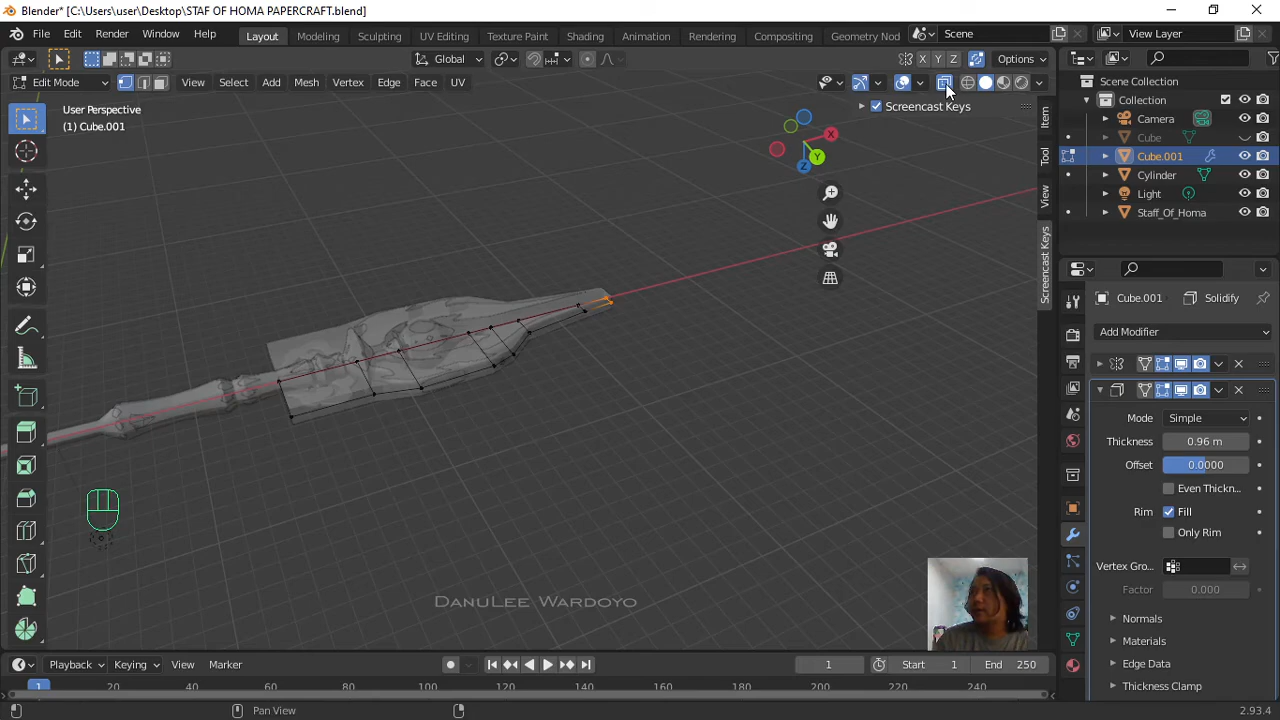 Blender* [C:\Users\user\Desktop\STAF OF HOMA PAPERCRAFT.blend]
File Edit Render Window Help Layout Modeling Sculpting UV Editing Texture Paint Shading Animation Rendering Compositing Geometry Nod Scene View Layer
Global X Y Z Options
Edit Mode View Select Add Mesh Vertex Edge Face UV
User Perspective
(1) Cube.001
Screencast Keys
X
Y
Z
Item
Tool
View
Screencast Keys
Scene Collection
Collection
Camera
Cube
Cube.001
Cylinder
Light
Staff_Of_Homa
Cube.001 Solidify
Add Modifier
Mode Simple
Thickness 0.96 m
Offset 0.0000
Even Thickn...
Rim Fill
Only Rim
Vertex Gro...
Factor 0.000
Normals
Materials
Edge Data
Thickness Clamp
DanuLee Wardoyo
Playback Keying View Marker 1 Start 1 End 250
1 20 40 60 80 100 120 140 160 180 200 220 240
Pan View 2.93.4